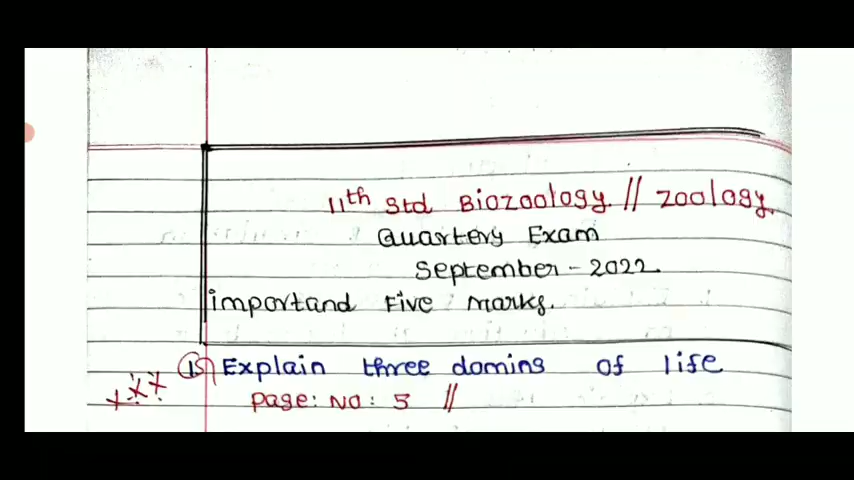 11th Std Biozoology // Zoology
Quartery Exam
September - 2022.
importand Five marks.
1) Explain three domins of life
page: No: 5 //